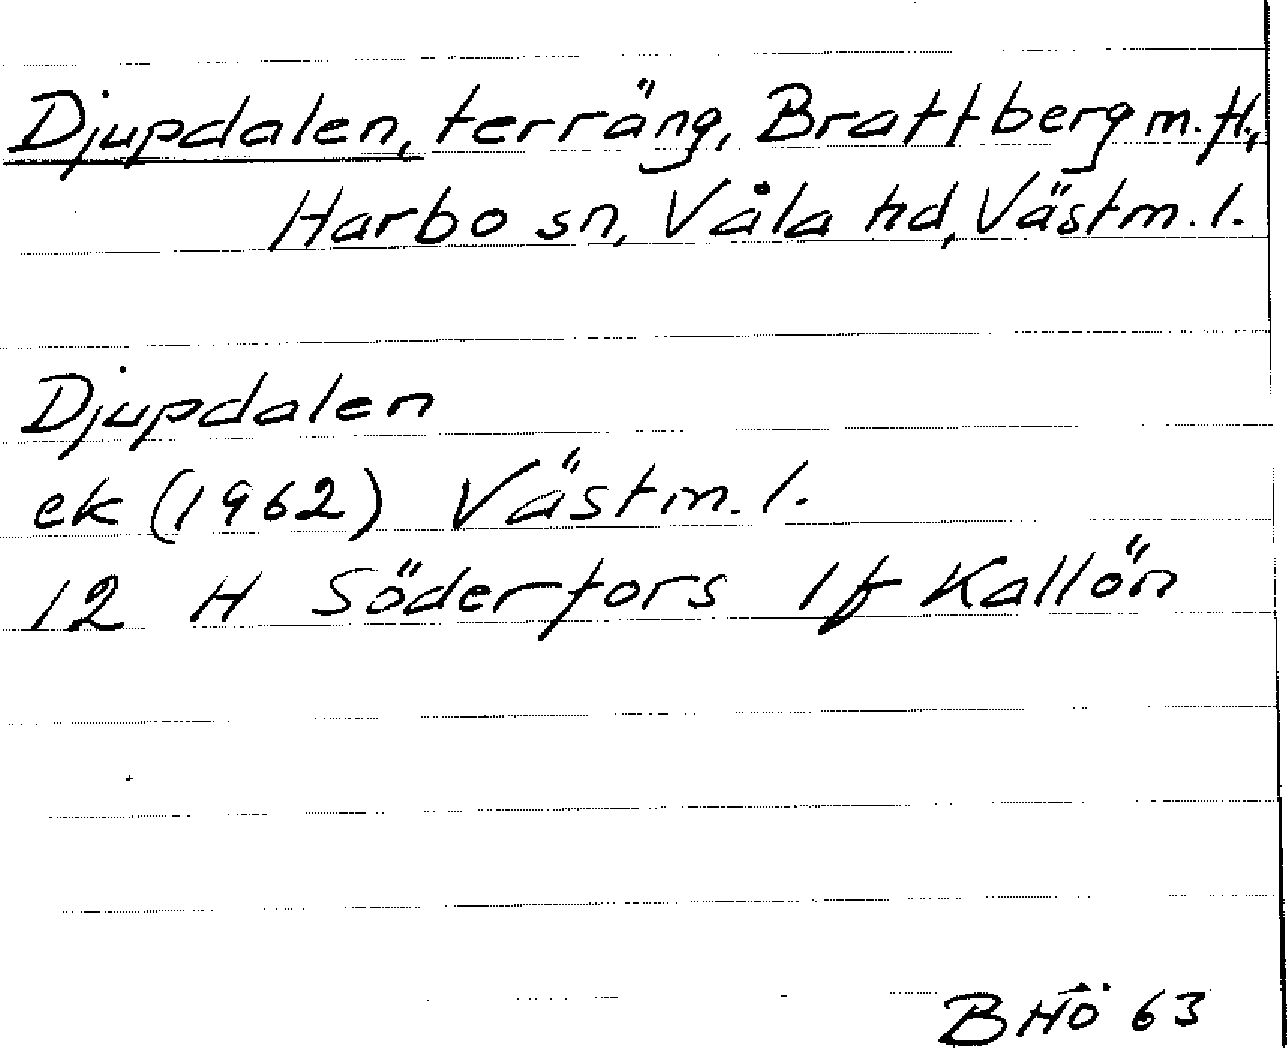 Djupdalen, terräng, Brattberg m.fl.,
Harbo sn, Våla hd, Västm. l.
Djupdalen
ek (1962) Västm. l.
12 H Söderfors 1f Kallön
BHÖ 63